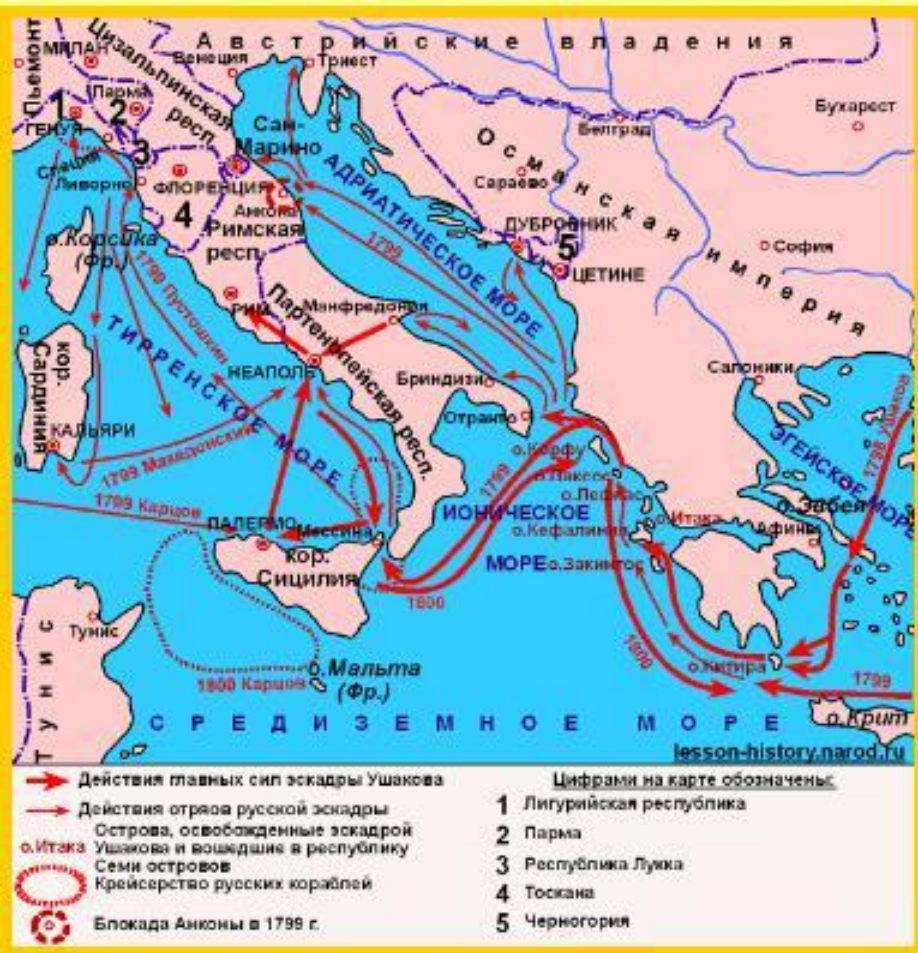 Австрийские владения
Пьемонт
МИЛАН
Цизальпинская
респ.
Венеция
Триест
Парма
1
2
ГЕНУЯ
3
Специя
Ливорно
ФЛОРЕНЦИЯ
4
Сан-
Марино
Анкона
Римская
респ.
АДРИАТИЧЕСКОЕ МОРЕ
1799
Белград
Бухарест
Османская империя
Сараево
ДУБРОВНИК
5
ЦЕТИНЕ
София
о.Корсика
(Фр.)
1799 Пустошкин
РИМ
Манфредония
Партенопейская респ.
НЕАПОЛЬ
Бриндизи
Отранто
Салоники
кор.
Сардиния
КАЛЬЯРИ
ТИРРЕНСКОЕ МОРЕ
1799
1799 Карцов
ПАЛЕРМО
Мессина
кор.
Сицилия
1799
1800
о.Корфу
о.Паксос
о.Кефалиния
о.Итака
о.Закинтос
ИОНИЧЕСКОЕ
МОРЕ
ЭГЕЙСКОЕ МОРЕ
1798 Ушаков
о.Эвбея
Афины
1800
о.Китира
1799
о.Крит
Тунис
Тунис
о.Мальта
(Фр.)
1800 Карцов
СРЕДИЗЕМНОЕ МОРЕ
lesson-history.narod.ru
Действия главных сил эскадры Ушакова
Действия отряов русской эскадры
о.Итака
Острова, освобожденные эскадрой
Ушакова и вошедшие в республику
Семи островов
Крейсерство русских кораблей
Блокада Анконы в 1799 г.
Цифрами на карте обозначены:
1 Лигурийская республика
2 Парма
3 Республика Лукка
4 Тоскана
5 Черногория